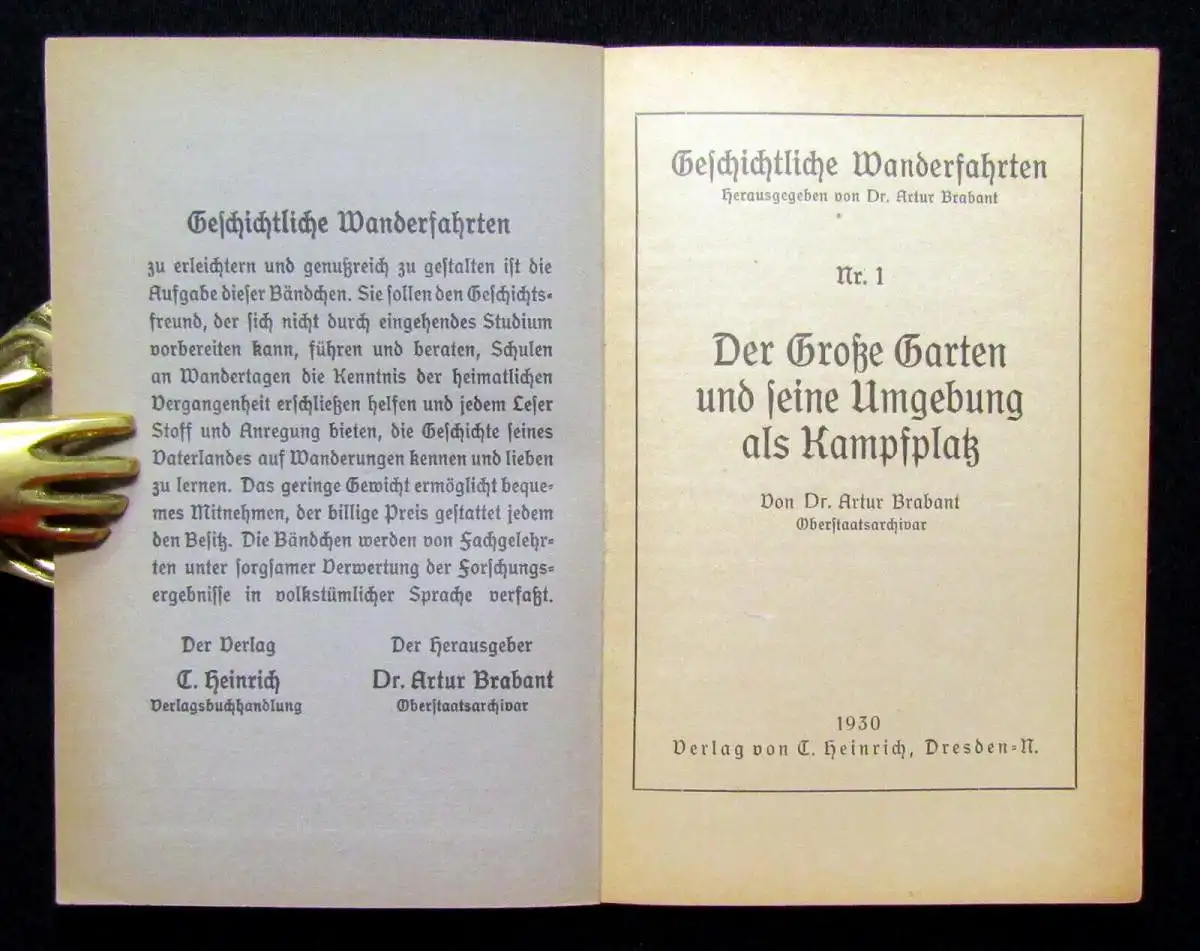 Geschichtliche Wanderfahrten
zu erleichtern und genußreich zu gestalten ist die
Aufgabe dieser Bändchen. Sie sollen den Geschichts-
freund, der sich nicht durch eingehendes Studium
vorbereiten kann, führen und beraten, Schulen
an Wandertagen die Kenntnis der heimatlichen
Vergangenheit erschließen helfen und jedem Leser
Stoff und Anregung bieten, die Geschichte seines
Vaterlandes auf Wanderungen kennen und lieben
zu lernen. Das geringe Gewicht ermöglicht beque-
mes Mitnehmen, der billige Preis gestattet jedem
den Besitz. Die Bändchen werden von Fachgelehr-
ten unter sorgsamer Verwertung der Forschungs-
ergebnisse in volkstümlicher Sprache verfaßt.
Der Verlag
C. Heinrich
Verlagsbuchhandlung
Der Herausgeber
Dr. Artur Brabant
Oberstaatsarchivar
Geschichtliche Wanderfahrten
Herausgegeben von Dr. Artur Brabant
Nr. 1
Der Große Garten
und seine Umgebung
als Kampfplatz
Von Dr. Artur Brabant
Oberstaatsarchivar
1930
Verlag von C. Heinrich, Dresden-N.